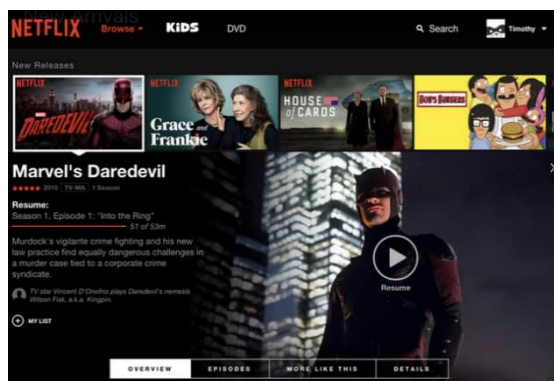 New Arrivals
NETFLIX Browse KiDS DVD Search Timothy
New Releases
NETFLIX
DAREDEVIL
NETFLIX
Grace and Frankie
NETFLIX
HOUSE of CARDS
BOB'S BURGERS
Marvel's Daredevil
2015 TV-MA 1 Season
Resume:
Season 1, Episode 1: "Into the Ring"
51 of 53m
Murdock's vigilante crime fighting and his new
law practice find equally dangerous challenges in
a murder case tied to a corporate crime
syndicate.
TV star Vincent D'Onofrio plays Daredevil's nemesis
Wilson Fisk, a.k.a. Kingpin.
MY LIST
Resume
OVERVIEW EPISODES MORE LIKE THIS DETAILS